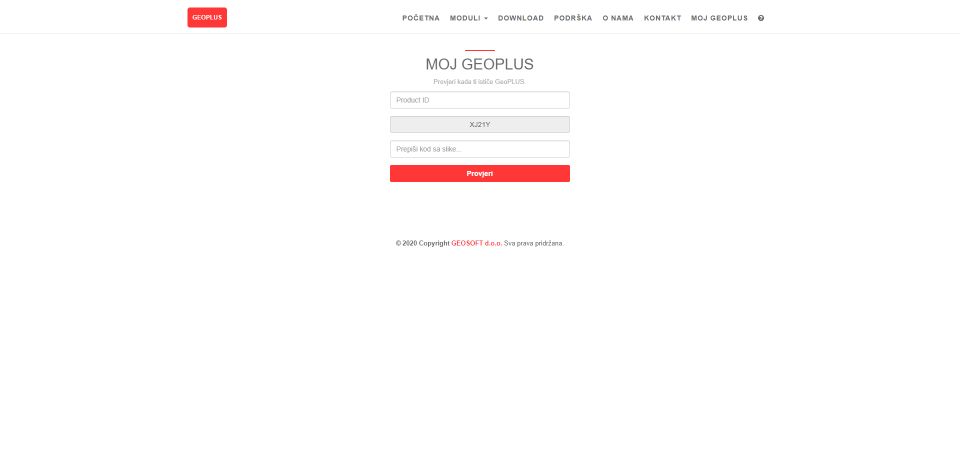 GEOPLUS
POČETNA MODULI DOWNLOAD PODRŠKA O NAMA KONTAKT MOJ GEOPLUS
MOJ GEOPLUS
Provjeri kada ti ističe GeoPLUS
Product ID
XJ21Y
Prepiši kod sa slike...
Provjeri
© 2020 Copyright GEOSOFT d.o.o. Sva prava pridržana.